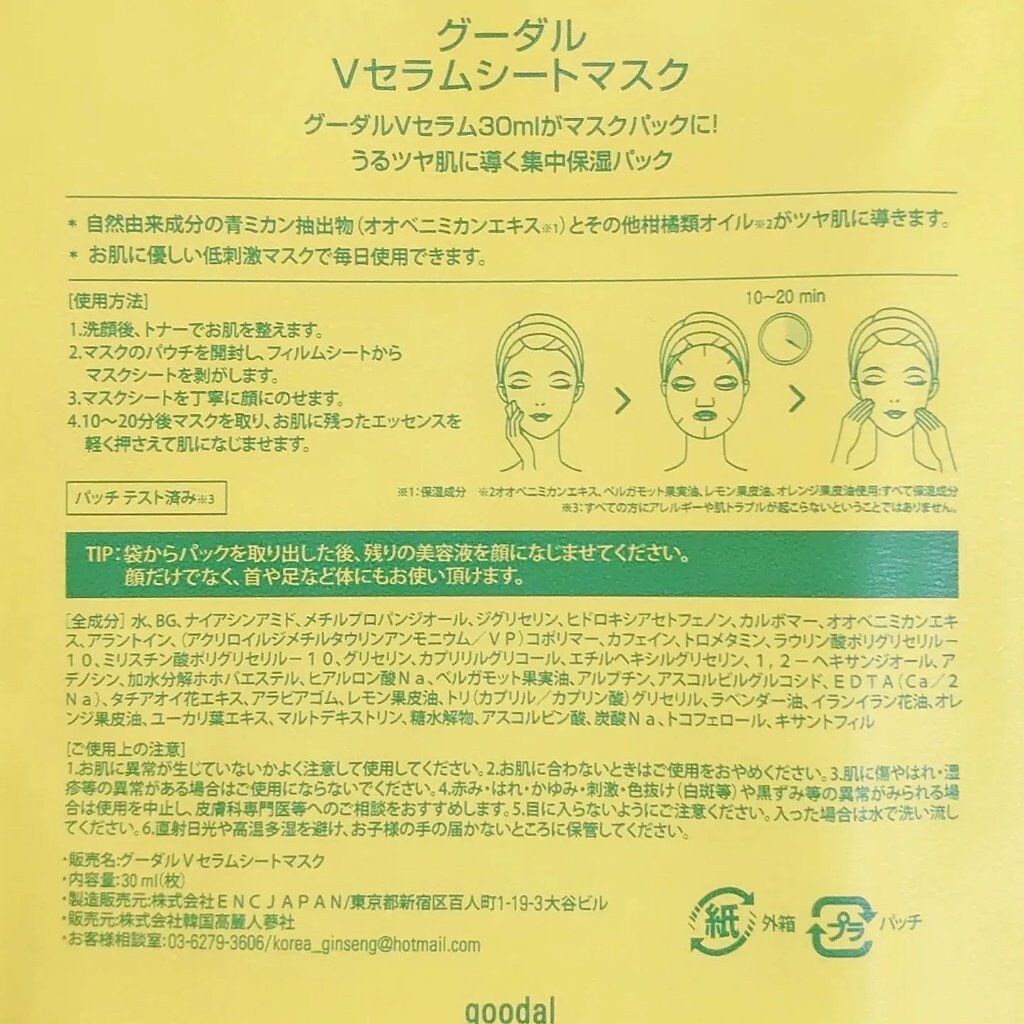 グーダル
Vセラムシートマスク
グーダルVセラム30mlがマスクパックに!
うるツヤ肌に導く集中保湿パック
* 自然由来成分の青ミカン抽出物(オオベニミカンエキス※1)とその他柑橘類オイル※2がツヤ肌に導きます。
* お肌に優しい低刺激マスクで毎日使用できます。
[使用方法]
1.洗顔後、トナーでお肌を整えます。
2.マスクのパウチを開封し、フィルムシートから
マスクシートを剥がします。
3.マスクシートを丁寧に顔にのせます。
4.10〜20分後マスクを取り、お肌に残ったエッセンスを
軽く押さえて肌になじませます。
10〜20 min
パッチ テスト済み※3
※1:保湿成分 ※2オオベニミカンエキス、ベルガモット果実油、レモン果皮油、オレンジ果皮油使用:すべて保湿成分
※3:すべての方にアレルギーや肌トラブルが起こらないということではありません。
TIP:袋からパックを取り出した後、残りの美容液を顔になじませてください。
顔だけでなく、首や足など体にもお使い頂けます。
[全成分] 水、BG、ナイアシンアミド、メチルプロパンジオール、ジグリセリン、ヒドロキシアセトフェノン、カルボマー、オオベニミカンエキ
ス、アラントイン、(アクリロイルジメチルタウリンアンモニウム/VP)コポリマー、カフェイン、トロメタミン、ラウリン酸ポリグリセリル−
10、ミリスチン酸ポリグリセリル−10、グリセリン、カプリリルグリコール、エチルヘキシルグリセリン、1,2−ヘキサンジオール、ア
デノシン、加水分解ホホバエステル、ヒアルロン酸Na、ベルガモット果実油、アルブチン、アスコルビルグルコシド、EDTA(Ca/2
Na)、タチアオイ花エキス、アラビアゴム、レモン果皮油、トリ(カプリル/カプリン酸)グリセリル、ラベンダー油、イランイラン花油、オレ
ンジ果皮油、ユーカリ葉エキス、マルトデキストリン、糖水解物、アスコルビン酸、炭酸Na、トコフェロール、キサントフィル
[ご使用上の注意]
1.お肌に異常が生じていないかよく注意して使用してください。2.お肌に合わないときはご使用をおやめください。3.肌に傷やはれ・湿
疹等の異常がある場合はご使用にならないでください。4.赤み・はれ・かゆみ・刺激・色抜け(白斑等)や黒ずみ等の異常がみられる場
合は使用を中止し、皮膚科専門医等へのご相談をおすすめします。5.目に入らないようにご注意ください。入った場合は水で洗い流し
てください。6.直射日光や高温多湿を避け、お子様の手の届かないところに保管してください。
・販売名:グーダルVセラムシートマスク
・内容量:30 ml(枚)
・製造販売元:株式会社ENCJAPAN/東京都新宿区百人町1-19-3大谷ビル
・販売元:株式会社韓国高麗人蔘社
・お客様相談室:03-6279-3606/korea_ginseng@hotmail.com
紙 外箱 プラ パッチ
goodal